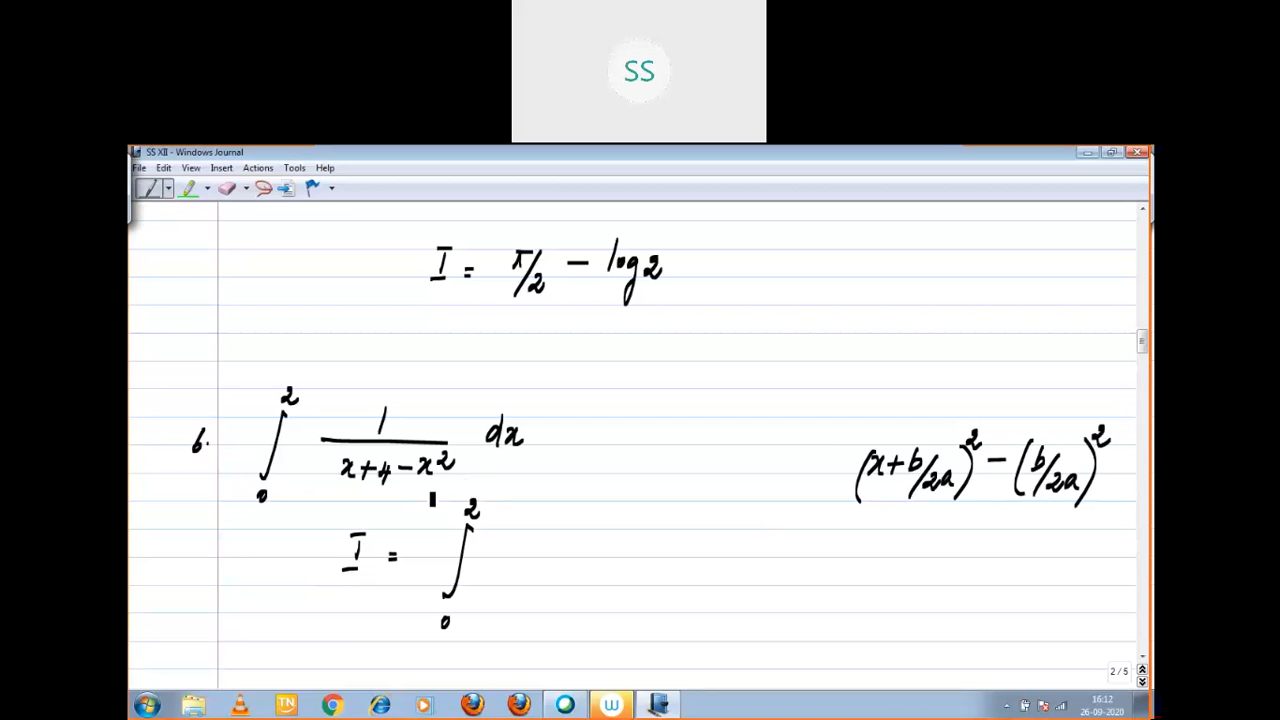 SS
SS XII - Windows Journal
File Edit View Insert Actions Tools Help
I = π/2 - log 2
6. ∫₀² 1/(x+4-x²) dx
(x+b/2a)² - (b/2a)²
I = ∫₀²
2 / 5
TN
W
16:12
26-09-2020